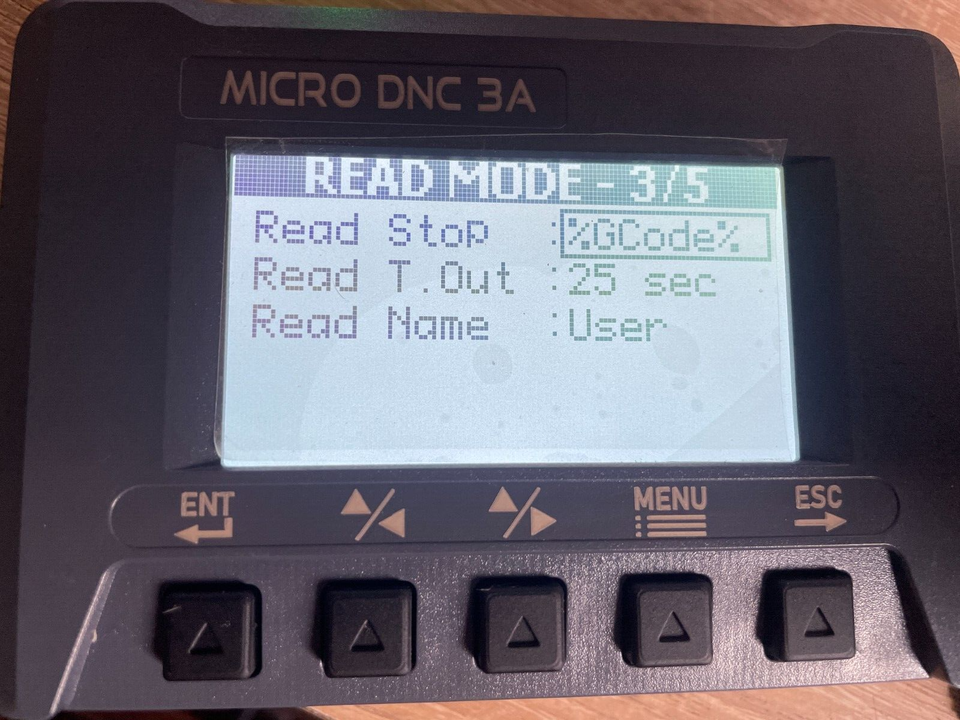 MICRO DNC 3A
READ MODE - 3/5
Read Stop :%GCode%
Read T.Out :25 sec
Read Name :User
ENT MENU ESC